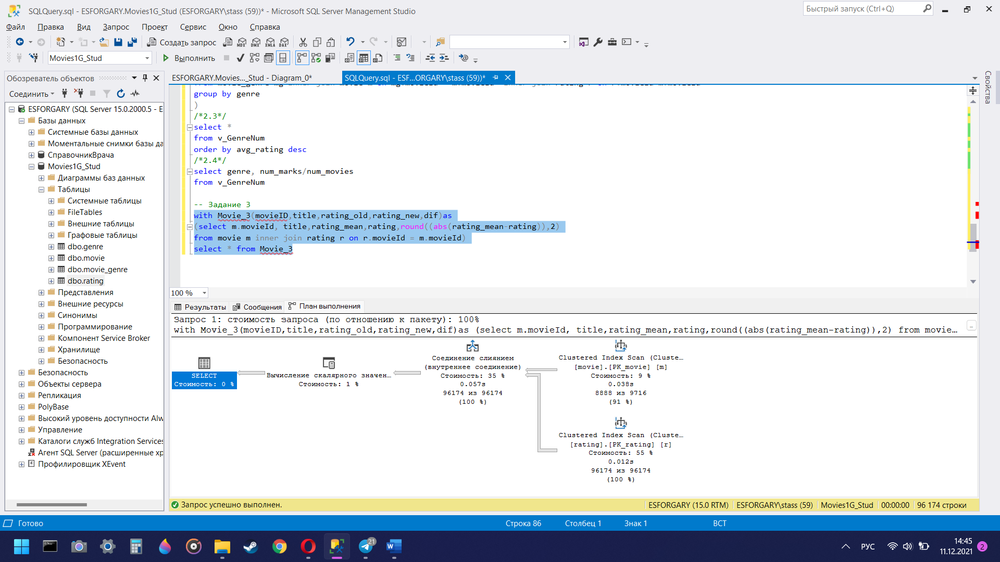 SQLQuery.sql - ESFORGARY.Movies1G_Stud (ESFORGARY\stass (59))* - Microsoft SQL Server Management Studio
Быстрый запуск (Ctrl+Q)
Файл Правка Вид Запрос Проект Сервис Окно Справка
Создать запрос
MDX DMX XMLA DAX
Movies1G_Stud
Выполнить
Обозреватель объектов
Соединить
ESFORGARY (SQL Server 15.0.2000.5 - E
Базы данных
Системные базы данных
Моментальные снимки базы да
СправочникВрача
Movies1G_Stud
Диаграммы баз данных
Таблицы
Системные таблицы
FileTables
Внешние таблицы
Графовые таблицы
dbo.genre
dbo.movie
dbo.movie_genre
dbo.rating
Представления
Внешние ресурсы
Синонимы
Программирование
Компонент Service Broker
Хранилище
Безопасность
Безопасность
Объекты сервера
Репликация
PolyBase
Высокий уровень доступности Alw
Управление
Каталоги служб Integration Services
Агент SQL Server (расширенные xp
Профилировщик XEvent
ESFORGARY.Movies..._Stud - Diagram_0*
SQLQuery.sql - ESF...ORGARY\stass (59))*
Свойства
group by genre
)
/*2.3*/
select *
from v_GenreNum
order by avg_rating desc
/*2.4*/
select genre, num_marks/num_movies
from v_GenreNum
-- Задание 3
with Movie_3(movieID,title,rating_old,rating_new,dif)as
(select m.movieId, title,rating_mean,rating,round((abs(rating_mean-rating)),2)
from movie m inner join rating r on r.movieId = m.movieId)
select * from Movie_3
100 %
Результаты Сообщения План выполнения
Запрос 1: стоимость запроса (по отношению к пакету): 100%
with Movie_3(movieID,title,rating_old,rating_new,dif)as (select m.movieId, title,rating_mean,rating,round((abs(rating_mean-rating)),2) from movie…
SELECT
Стоимость: 0 %
Вычисление скалярного значен…
Стоимость: 1 %
Соединение слиянием
(внутреннее соединение)
Стоимость: 35 %
0.057s
96174 из 96174
(100 %)
Clustered Index Scan (Cluste…
[movie].[PK_movie] [m]
Стоимость: 9 %
0.038s
8888 из 9716
(91 %)
Clustered Index Scan (Cluste…
[rating].[PK_rating] [r]
Стоимость: 55 %
0.012s
96174 из 96174
(100 %)
Запрос успешно выполнен.
ESFORGARY (15.0 RTM) ESFORGARY\stass (59) Movies1G_Stud 00:00:00 96 174 строки
Готово
Строка 86 Столбец 1 Знак 1 ВСТ
21
РУС
14:45
11.12.2021
2